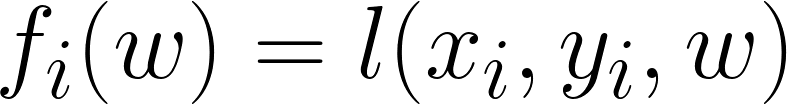 f_i(w) = l(x_i, y_i, w)